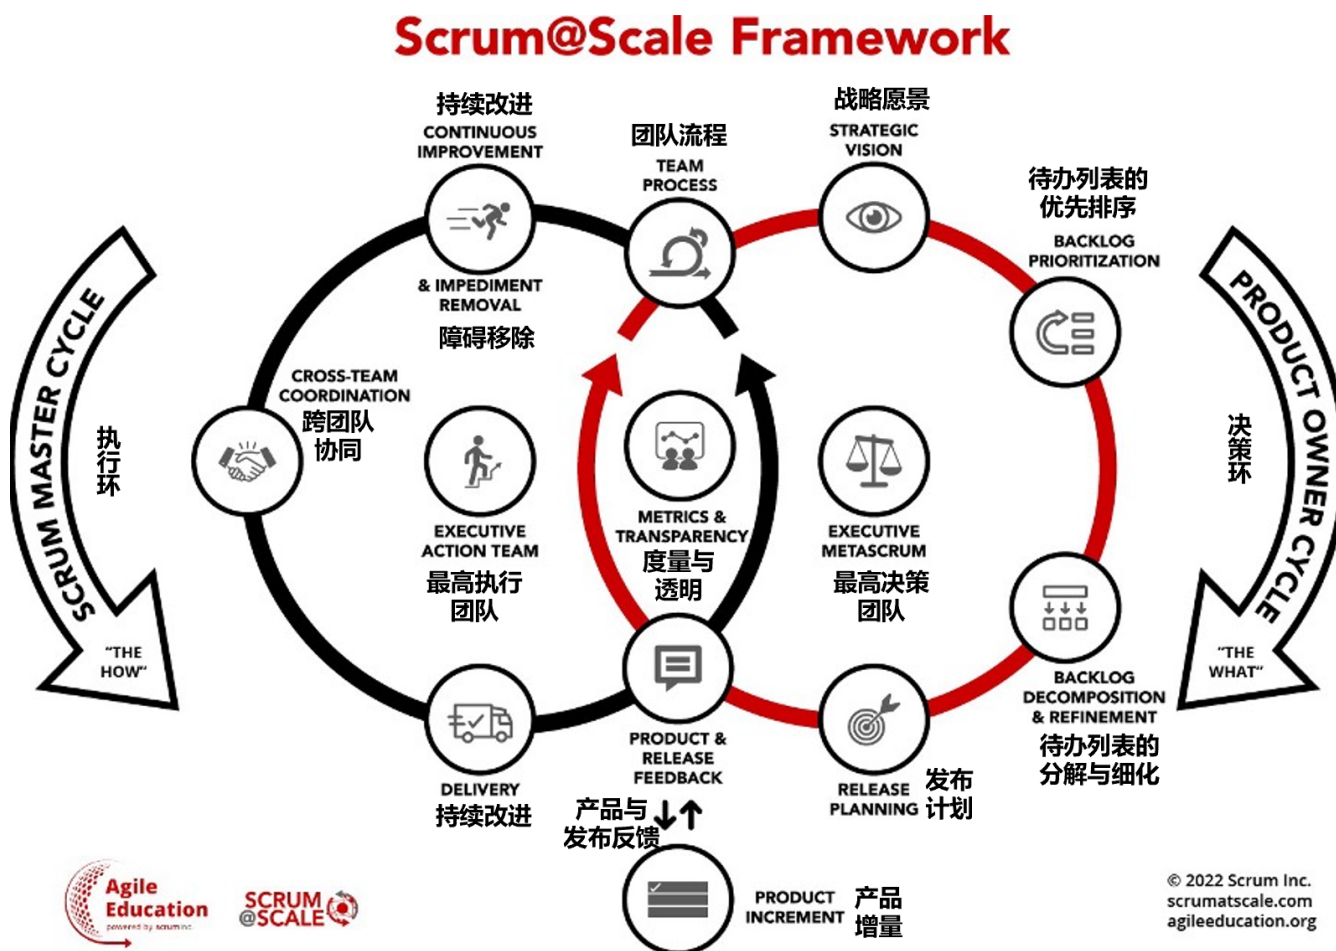 Scrum@Scale Framework
持续改进
CONTINUOUS
IMPROVEMENT
& IMPEDIMENT
REMOVAL
障碍移除
团队流程
TEAM
PROCESS
战略愿景
STRATEGIC
VISION
待办列表的
优先排序
BACKLOG
PRIORITIZATION
SCRUM MASTER CYCLE
执行环
"THE
HOW"
CROSS-TEAM
COORDINATION
跨团队
协同
EXECUTIVE
ACTION TEAM
最高执行
团队
METRICS &
TRANSPARENCY
度量与
透明
EXECUTIVE
METASCRUM
最高决策
团队
PRODUCT OWNER CYCLE
决策环
"THE
WHAT"
BACKLOG
DECOMPOSITION
& REFINEMENT
待办列表的
分解与细化
DELIVERY
持续改进
PRODUCT &
RELEASE
FEEDBACK
产品与
发布反馈
RELEASE
PLANNING
发布
计划
PRODUCT
INCREMENT
产品
增量
Agile
Education
powered by scruminc.
SCRUM
@SCALE
© 2022 Scrum Inc.
scrumatscale.com
agileeducation.org